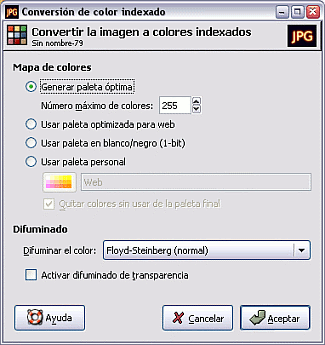 JPG Conversión de color indexado
Convertir la imagen a colores indexados
Sin nombre-79
JPG
Mapa de colores
Generar paleta óptima
Número máximo de colores: 255
Usar paleta optimizada para web
Usar paleta en blanco/negro (1-bit)
Usar paleta personal
Web
Quitar colores sin usar de la paleta final
Difuminado
Difuminar el color: Floyd-Steinberg (normal)
Activar difuminado de transparencia
Ayuda Cancelar Aceptar